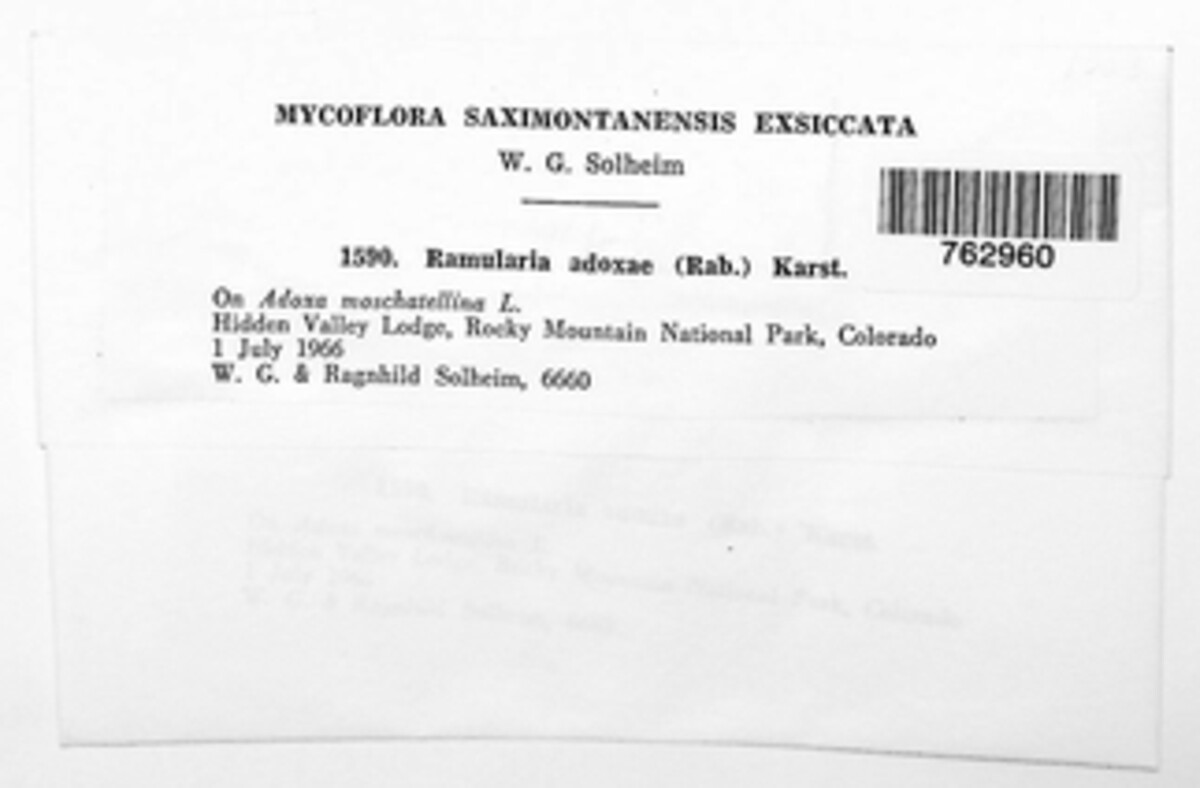 MYCOFLORA SAXIMONTANENSIS EXSICCATA
W. G. Solheim
762960
1590. Ramularia adoxae (Rab.) Karst.
On Adoxa moschatellina L.
Hidden Valley Lodge, Rocky Mountain National Park, Colorado
1 July 1966
W. G. & Ragnhild Solheim, 6660